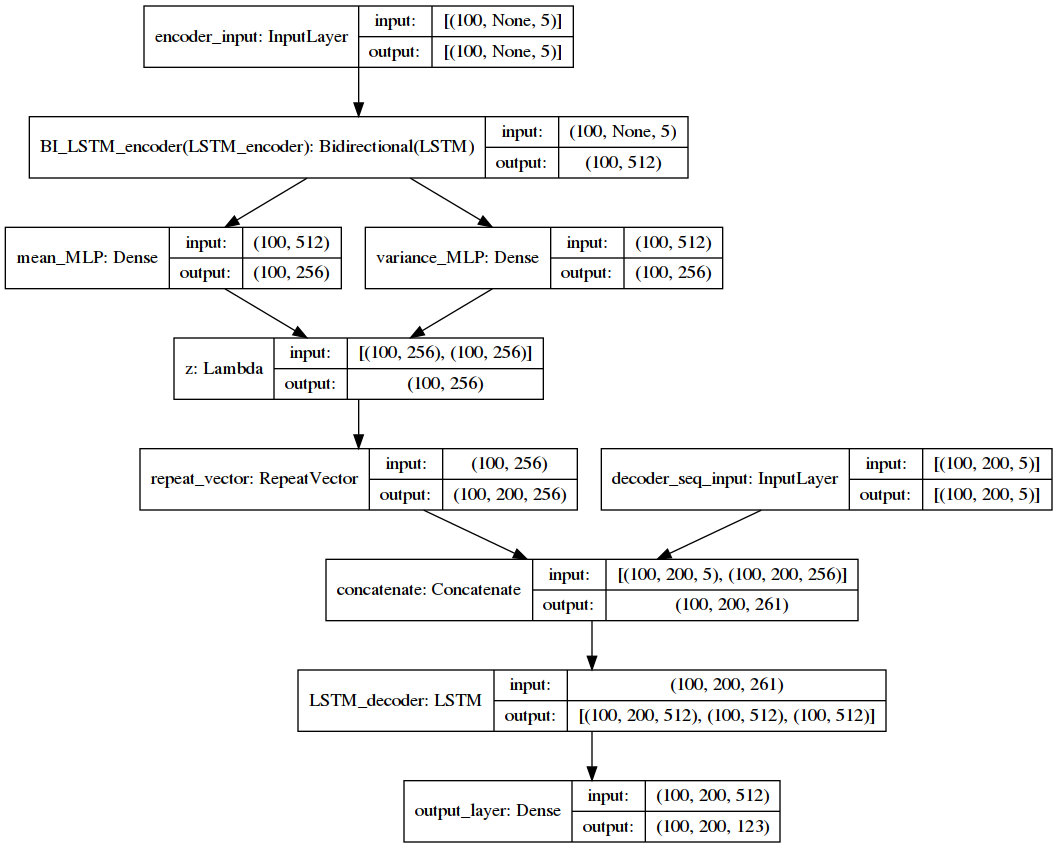 encoder_input: InputLayer
input: [(100, None, 5)]
output: [(100, None, 5)]
BI_LSTM_encoder(LSTM_encoder): Bidirectional(LSTM)
input: (100, None, 5)
output: (100, 512)
mean_MLP: Dense
input: (100, 512)
output: (100, 256)
variance_MLP: Dense
input: (100, 512)
output: (100, 256)
z: Lambda
input: [(100, 256), (100, 256)]
output: (100, 256)
repeat_vector: RepeatVector
input: (100, 256)
output: (100, 200, 256)
decoder_seq_input: InputLayer
input: [(100, 200, 5)]
output: [(100, 200, 5)]
concatenate: Concatenate
input: [(100, 200, 5), (100, 200, 256)]
output: (100, 200, 261)
LSTM_decoder: LSTM
input: (100, 200, 261)
output: [(100, 200, 512), (100, 512), (100, 512)]
output_layer: Dense
input: (100, 200, 512)
output: (100, 200, 123)